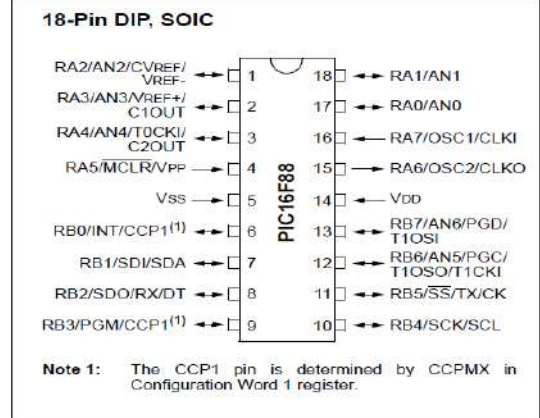 18-Pin DIP, SOIC
RA2/AN2/CVREF/
VREF-
1
18
RA1/AN1
RA3/AN3/VREF+/
C1OUT
2
17
RA0/AN0
RA4/AN4/T0CKI/
C2OUT
3
16
RA7/OSC1/CLKI
RA5/MCLR/VPP
4
15
RA6/OSC2/CLKO
VSS
5
14
VDD
RB0/INT/CCP1(1)
6
13
RB7/AN6/PGD/
T1OSI
RB1/SDI/SDA
7
12
RB6/AN5/PGC/
T1OSO/T1CKI
RB2/SDO/RX/DT
8
11
RB5/SS/TX/CK
RB3/PGM/CCP1(1)
9
10
RB4/SCK/SCL
PIC16F88
Note 1: The CCP1 pin is determined by CCPMX in
Configuration Word 1 register.